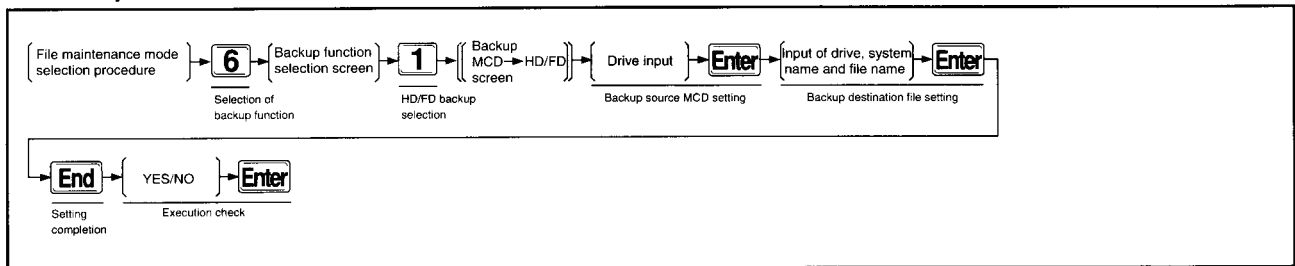 File maintenance mode
selection procedure
6
Selection of
backup function
Backup function
selection screen
1
HD/FD backup
selection
Backup
MCD→HD/FD
screen
Drive input
Enter
Backup source MCD setting
Input of drive, system
name and file name
Enter
Backup destination file setting
End
Setting
completion
YES/NO
Enter
Execution check